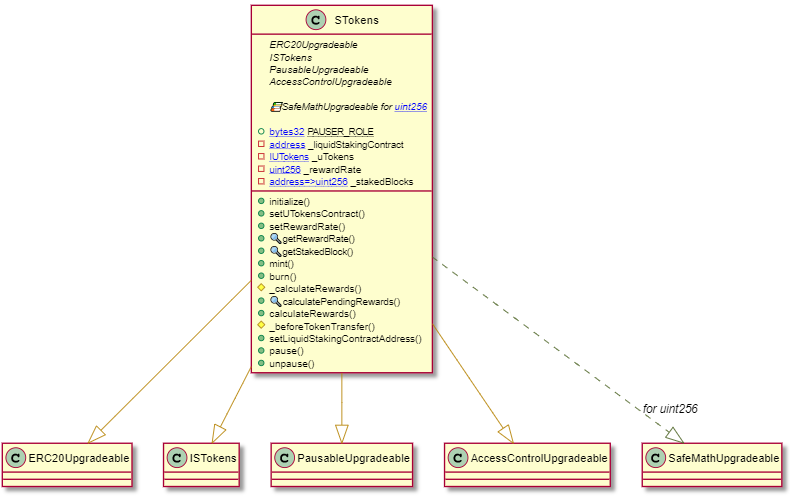 C STokens
ERC20Upgradeable
ISTokens
PausableUpgradeable
AccessControlUpgradeable
SafeMathUpgradeable for uint256
bytes32 PAUSER_ROLE
address _liquidStakingContract
IUTokens _uTokens
uint256 _rewardRate
address=>uint256 _stakedBlocks
initialize()
setUTokensContract()
setRewardRate()
getRewardRate()
getStakedBlock()
mint()
burn()
_calculateRewards()
calculatePendingRewards()
calculateRewards()
_beforeTokenTransfer()
setLiquidStakingContractAddress()
pause()
unpause()
for uint256
C ERC20Upgradeable
C ISTokens
C PausableUpgradeable
C AccessControlUpgradeable
C SafeMathUpgradeable